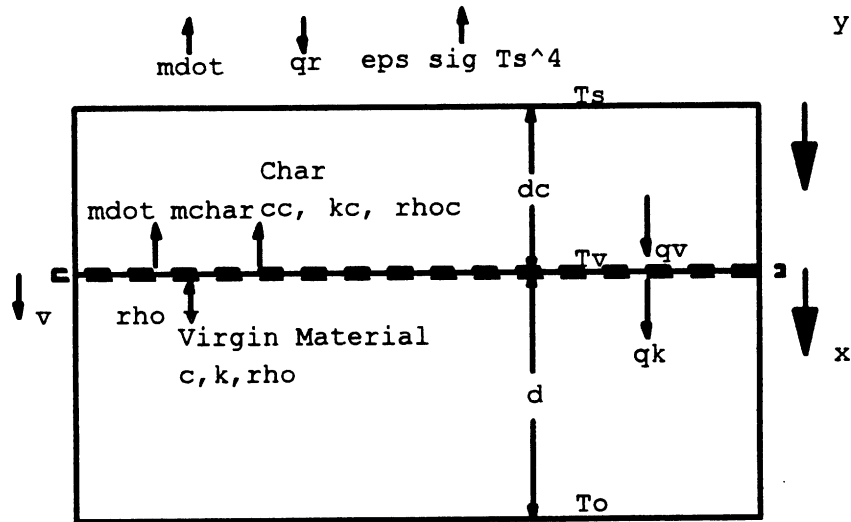 y
mdot qr eps sig Ts^4
Ts
Char
dc
mdot mchar cc, kc, rhoc
Tv qv
v rho
Virgin Material
qk x
c,k,rho
d
To